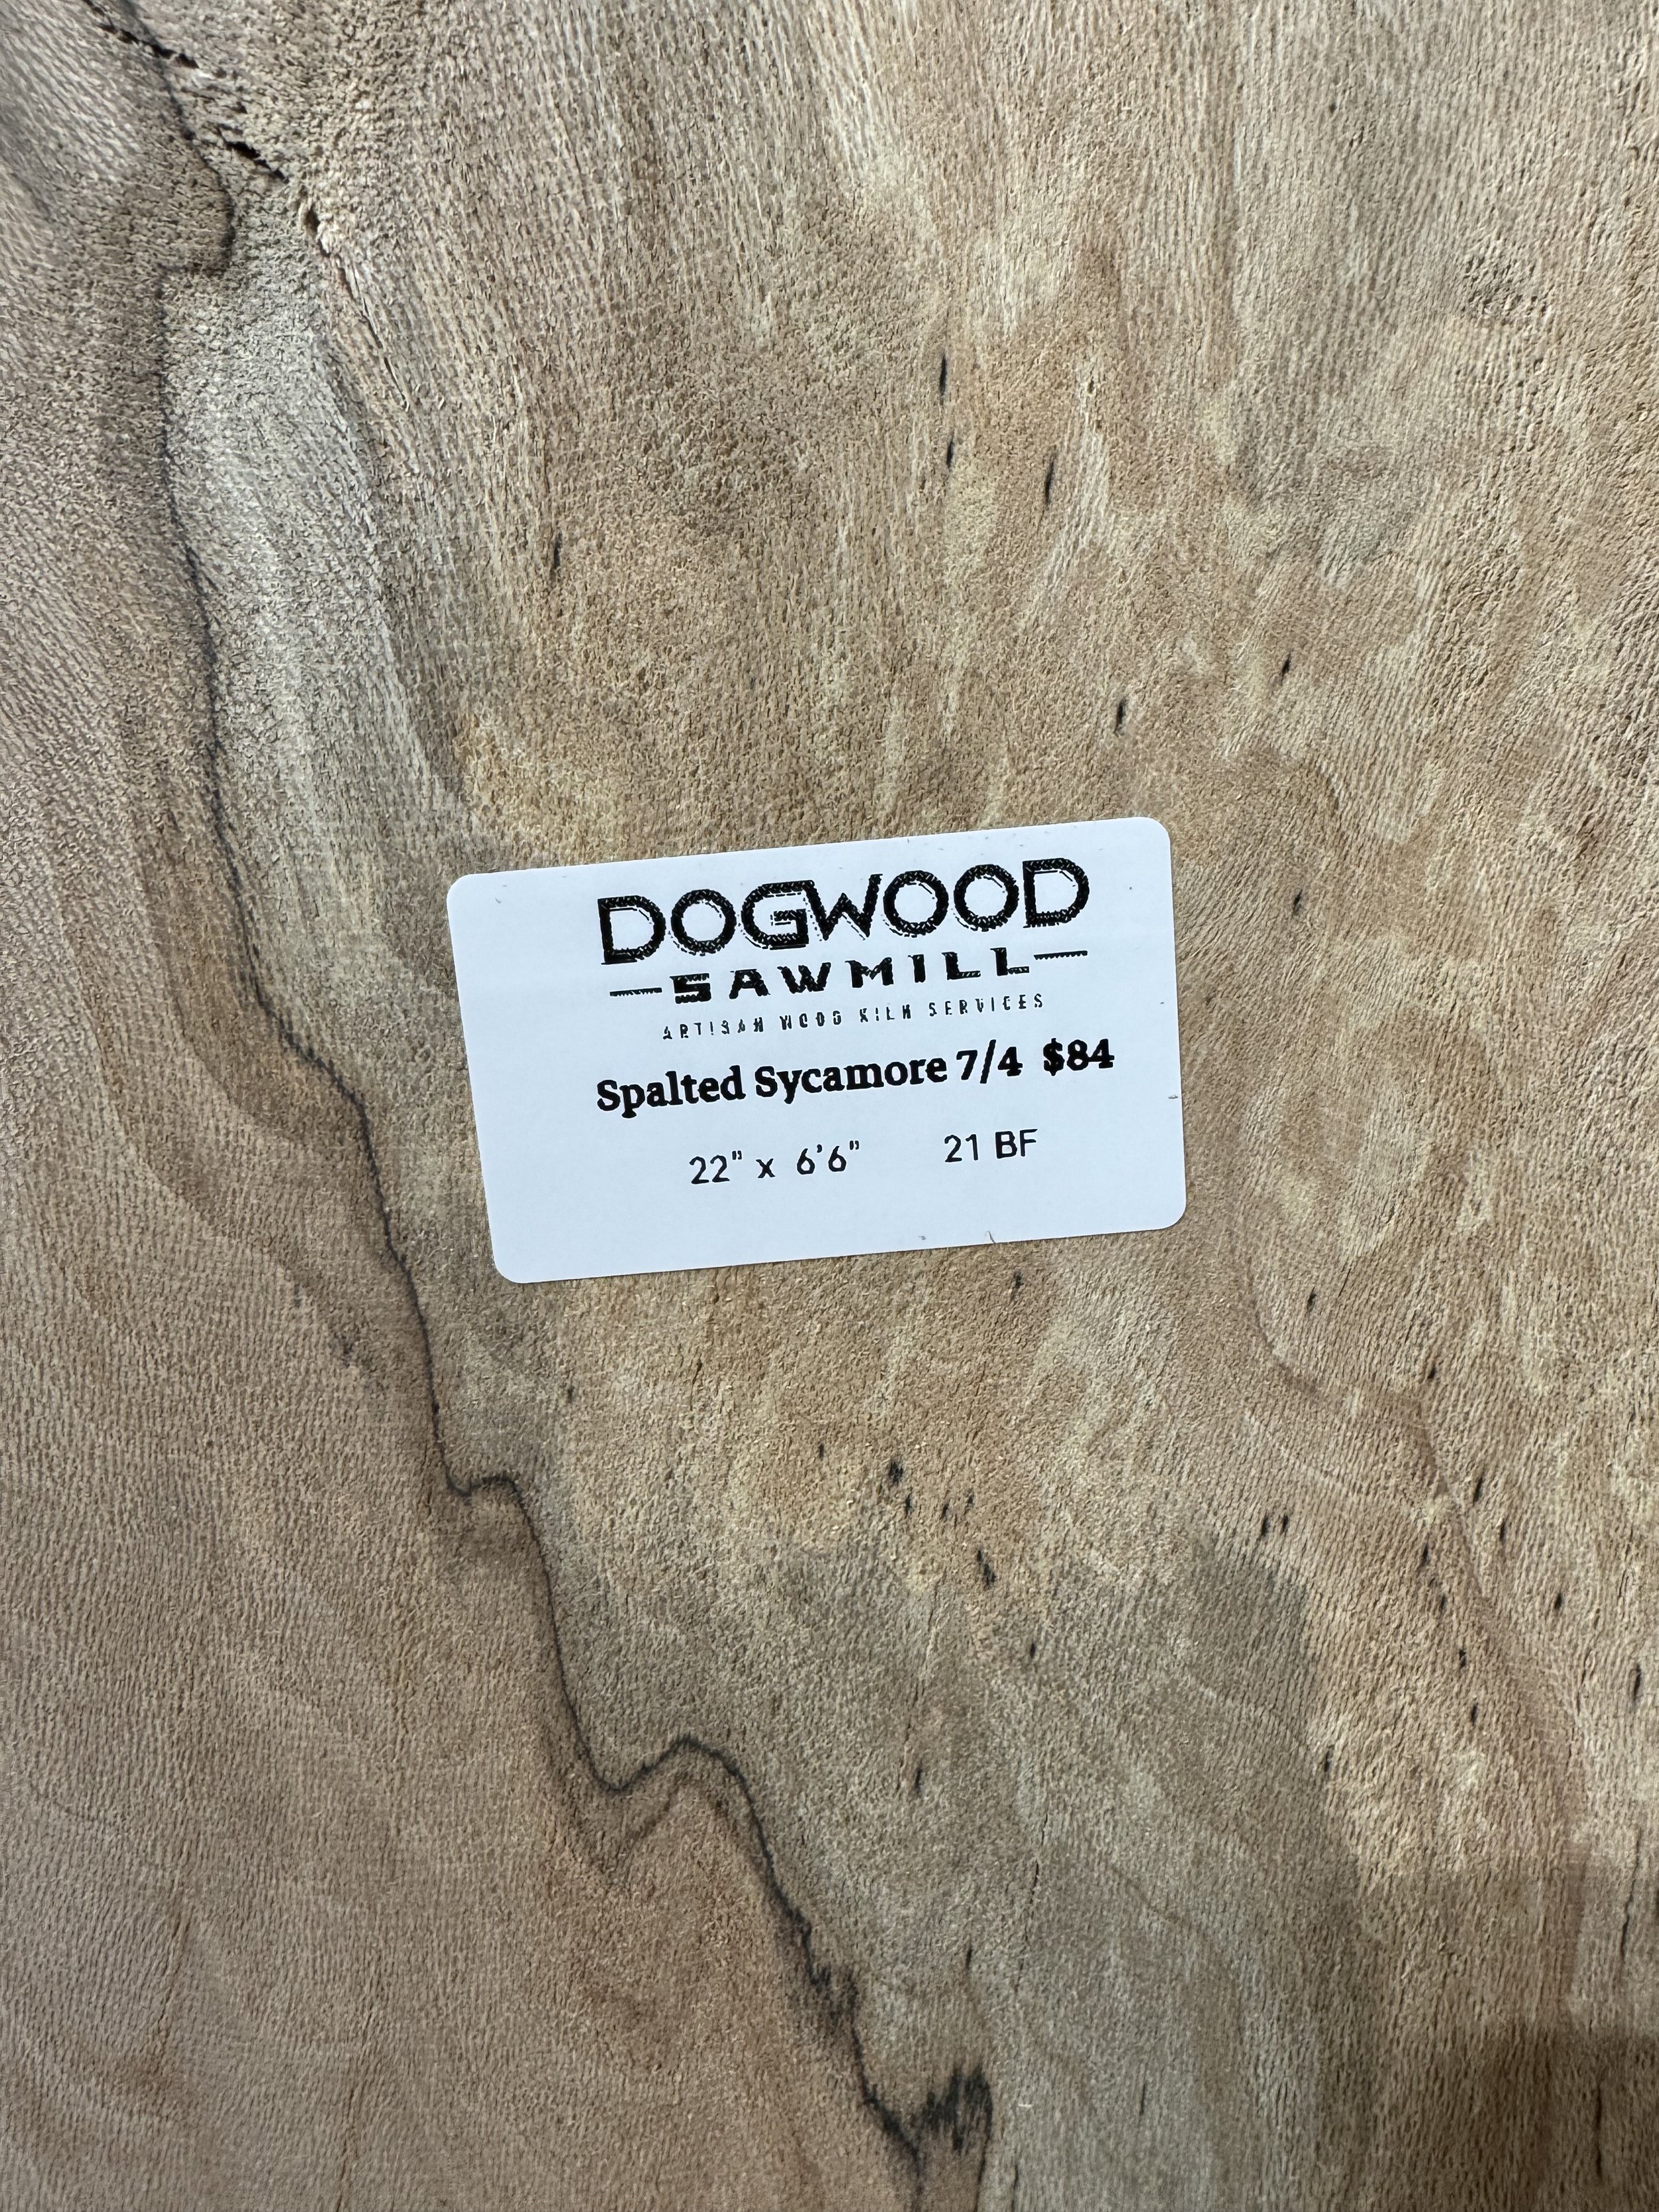 DOGWOOD
SAWMILL
ARTISAN WOOD KILN SERVICES
Spalted Sycamore 7/4 $84
22" x 6'6" 21 BF